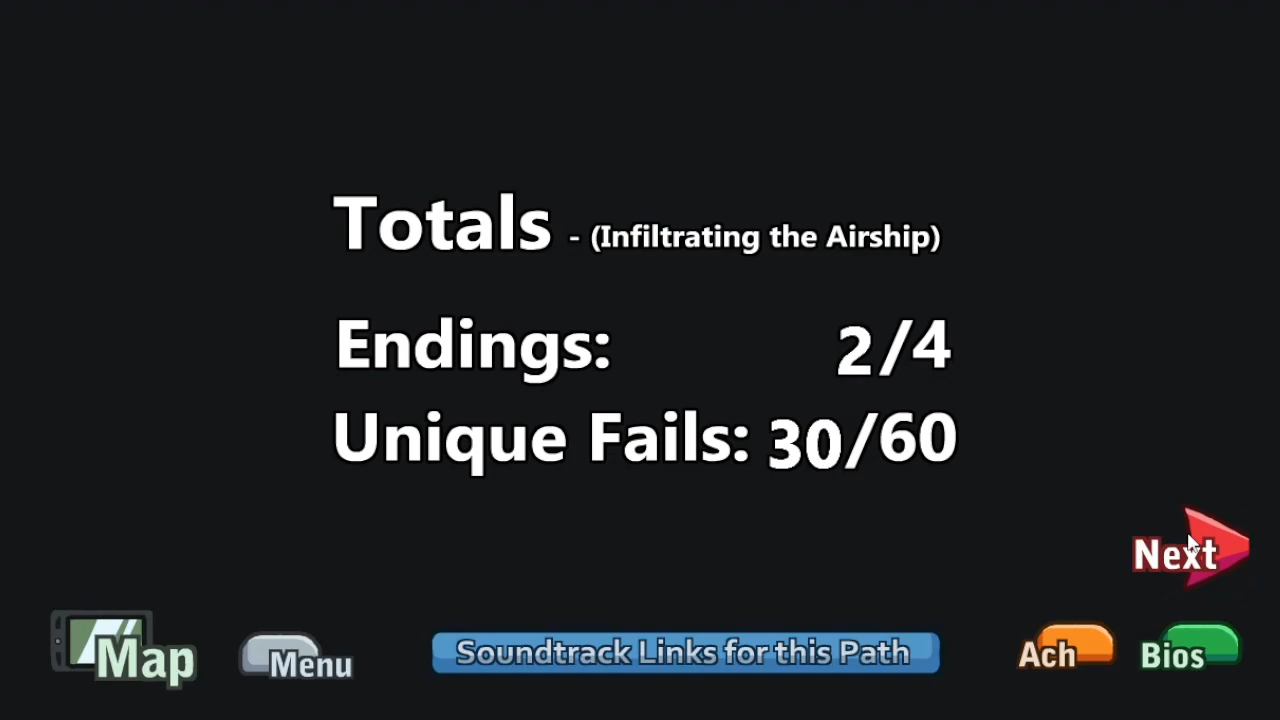 Totals - (Infiltrating the Airship)
Endings: 2/4
Unique Fails: 30/60
Next
Map
Menu
Soundtrack Links for this Path
Ach
Bios